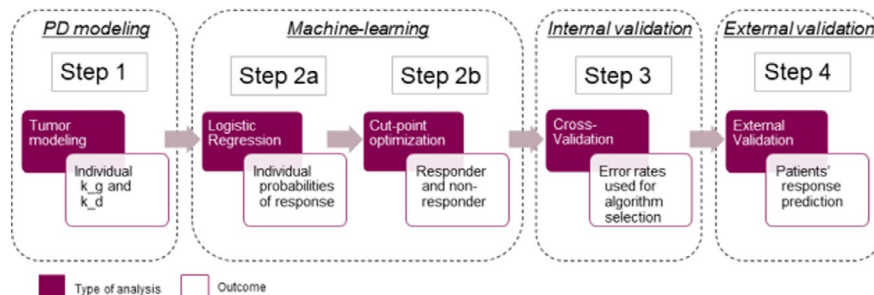 PD modeling
Machine-learning
Internal validation
External validation
Step 1
Step 2a
Step 2b
Step 3
Step 4
Tumor
modeling
Individual
k_g and
k_d
Logistic
Regression
Individual
probabilities
of response
Cut-point
optimization
Responder
and non-
responder
Cross-
Validation
Error rates
used for
algorithm
selection
External
Validation
Patients'
response
prediction
Type of analysis
Outcome